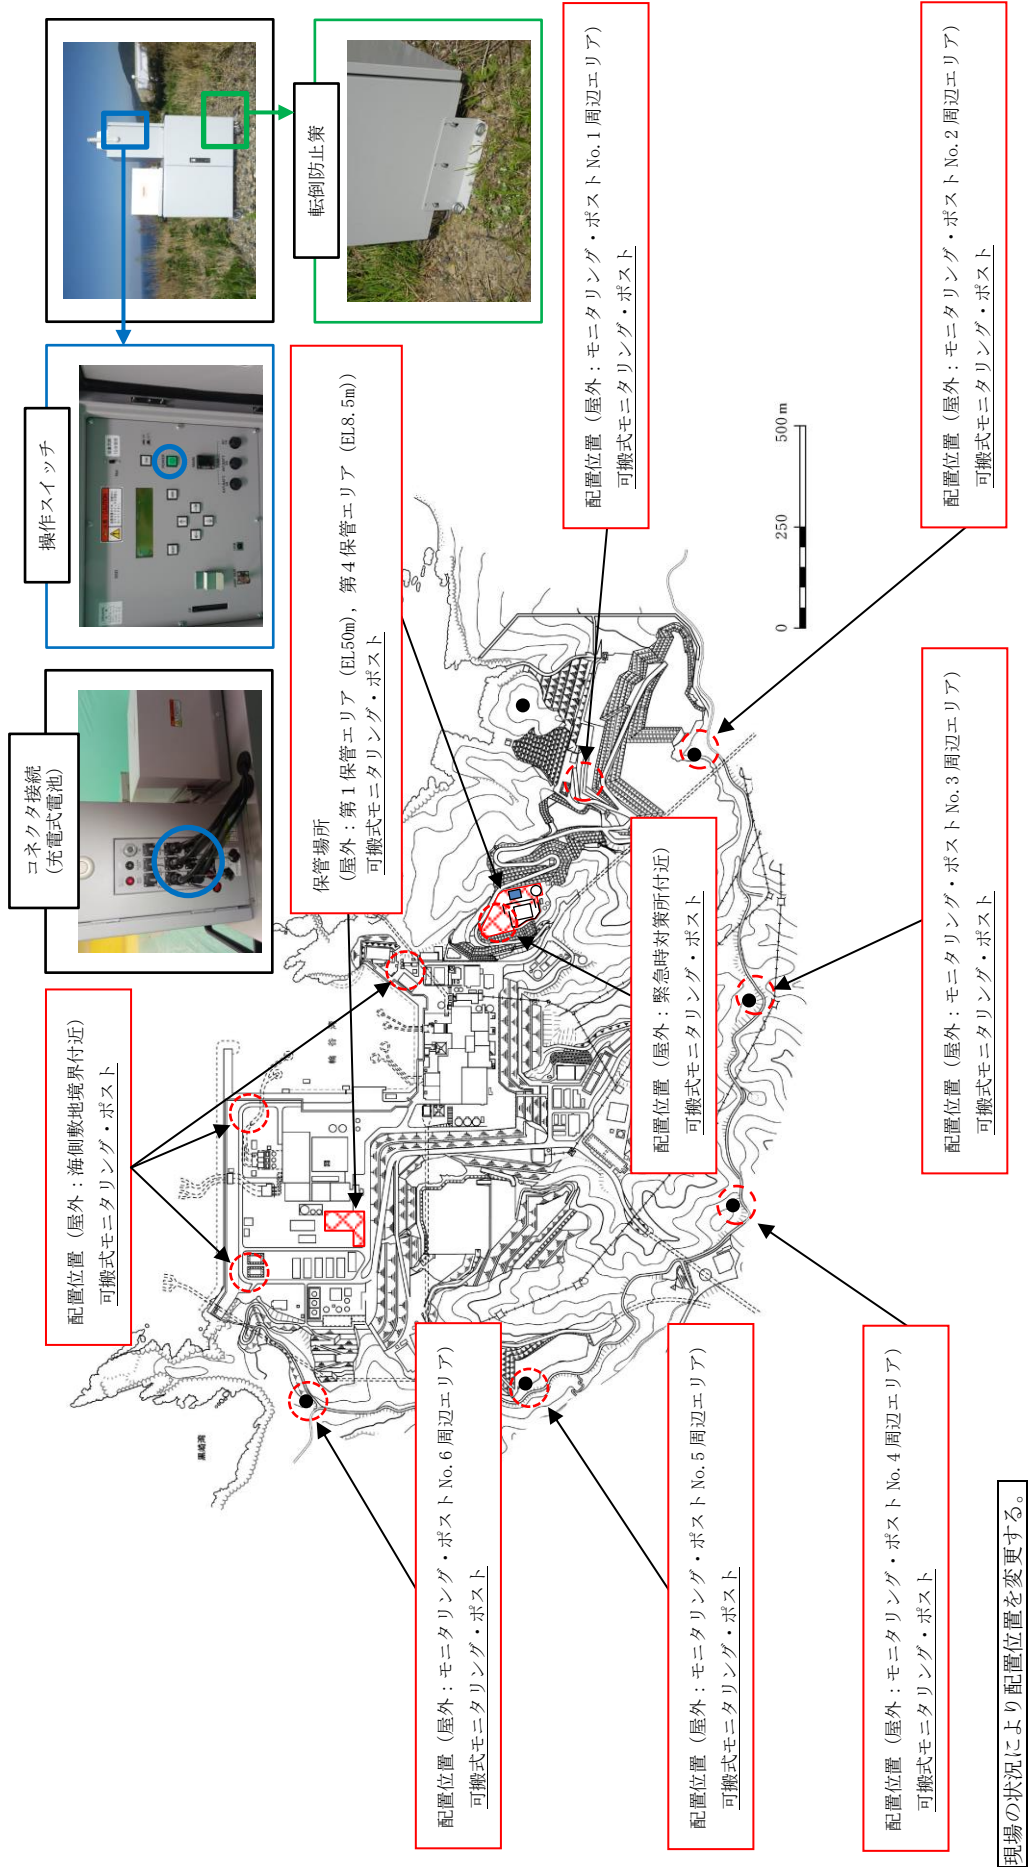 コネクタ接続
(充電式電池)
操作スイッチ
転倒防止策
配置位置（屋外：海側敷地境界付近）
可搬式モニタリング・ポスト
保管場所
(屋外：第１保管エリア（EL50m），第４保管エリア（EL8.5m））
可搬式モニタリング・ポスト
配置位置（屋外：モニタリング・ポスト No.1 周辺エリア）
可搬式モニタリング・ポスト
配置位置（屋外：モニタリング・ポスト No.2 周辺エリア）
可搬式モニタリング・ポスト
配置位置（屋外：緊急時対策所付近）
可搬式モニタリング・ポスト
配置位置（屋外：モニタリング・ポスト No.3 周辺エリア）
可搬式モニタリング・ポスト
配置位置（屋外：モニタリング・ポスト No.6 周辺エリア）
可搬式モニタリング・ポスト
配置位置（屋外：モニタリング・ポスト No.5 周辺エリア）
可搬式モニタリング・ポスト
配置位置（屋外：モニタリング・ポスト No.4 周辺エリア）
可搬式モニタリング・ポスト
0 250 500m
輪谷湾
現場の状況により配置位置を変更する。